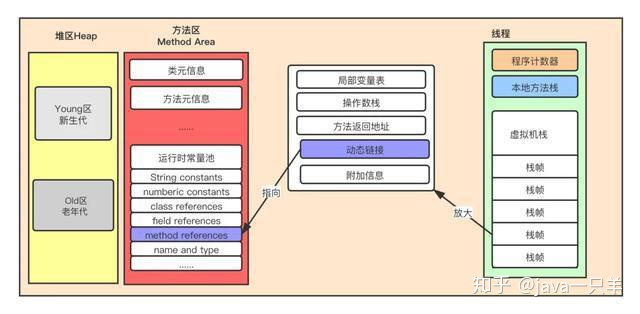 堆区Heap
Young区
新生代
Old区
老年代
方法区
Method Area
类元信息
方法元信息
......
运行时常量池
String constants
numberic constants
class references
field references
method references
name and type
......
局部变量表
操作数栈
方法返回地址
动态链接
附加信息
指向
放大
线程
程序计数器
本地方法栈
虚拟机栈
栈帧
栈帧
栈帧
栈帧
栈帧
知乎 @java一只羊